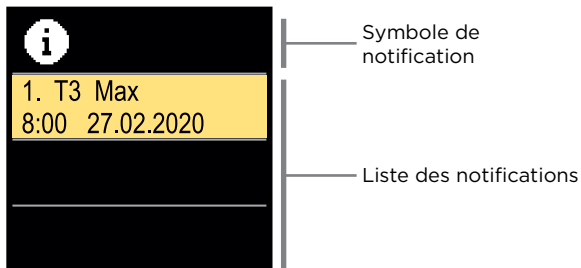 i
Symbole de
notification
1. T3 Max
8:00 27.02.2020
Liste des notifications